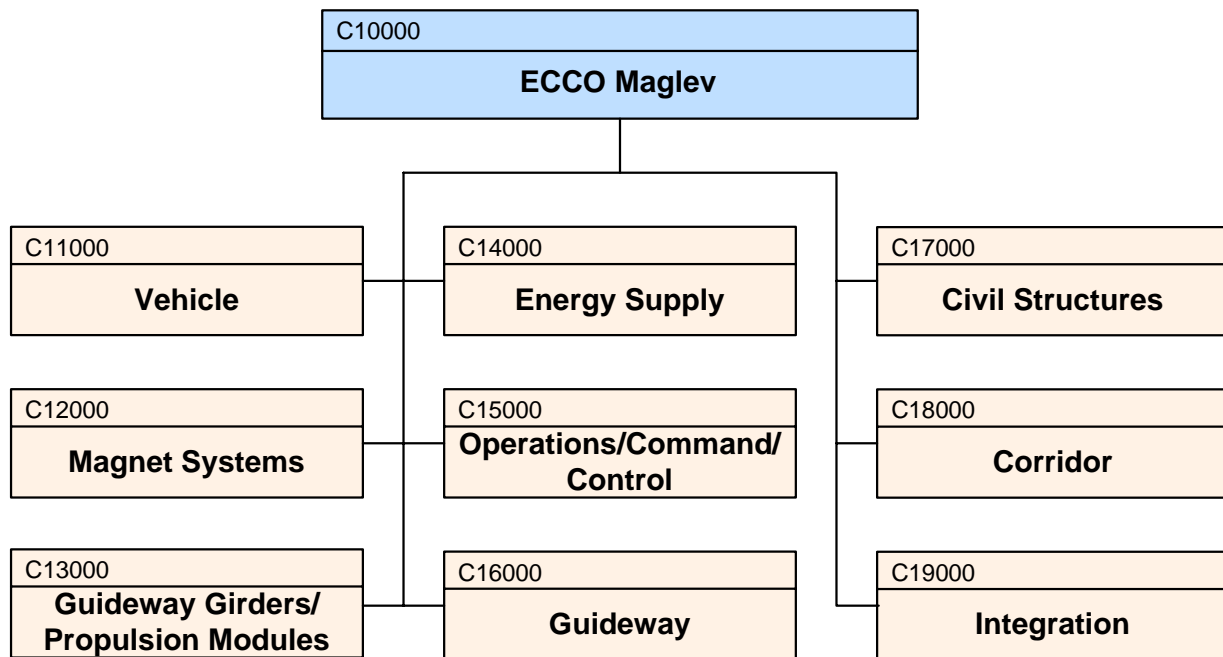 C10000
ECCO Maglev
C11000
Vehicle
C14000
Energy Supply
C17000
Civil Structures
C12000
Magnet Systems
C15000
Operations/Command/
Control
C18000
Corridor
C13000
Guideway Girders/
Propulsion Modules
C16000
Guideway
C19000
Integration